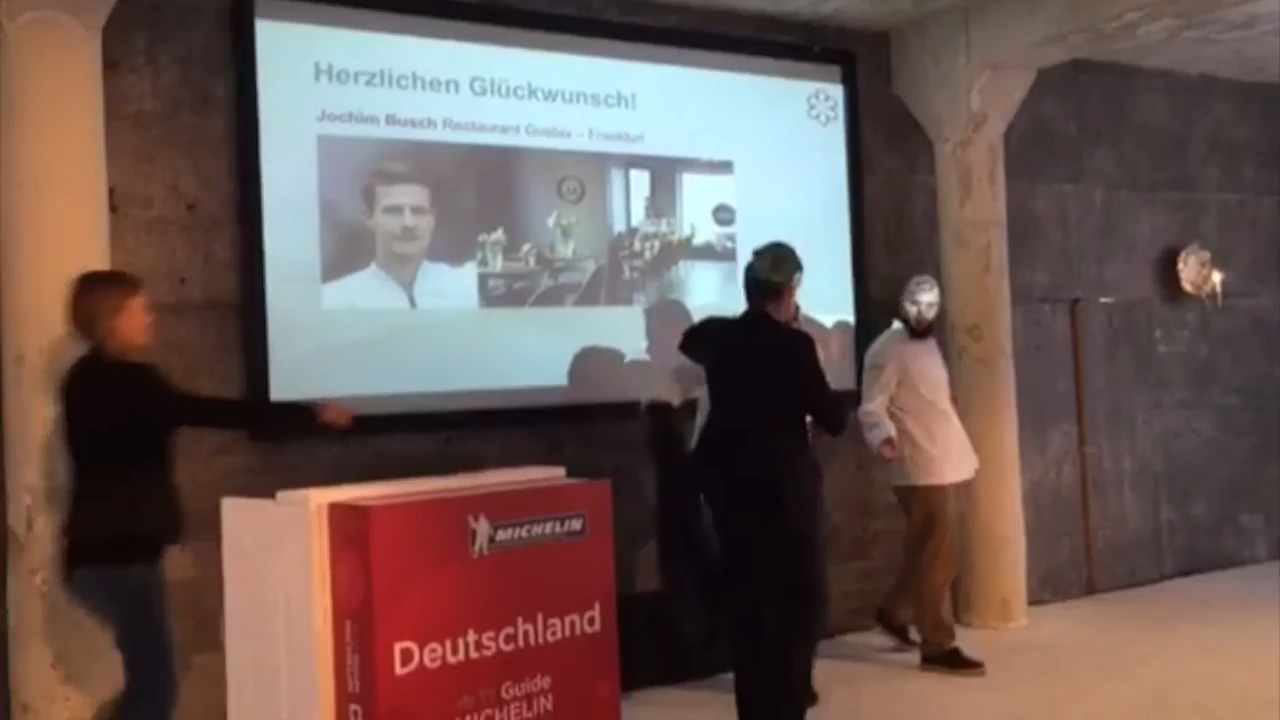 Herzlichen Glückwunsch!
Jochim Busch Restaurant Gustav – Frankfurt
MICHELIN
Deutschland
Guide
MICHELIN